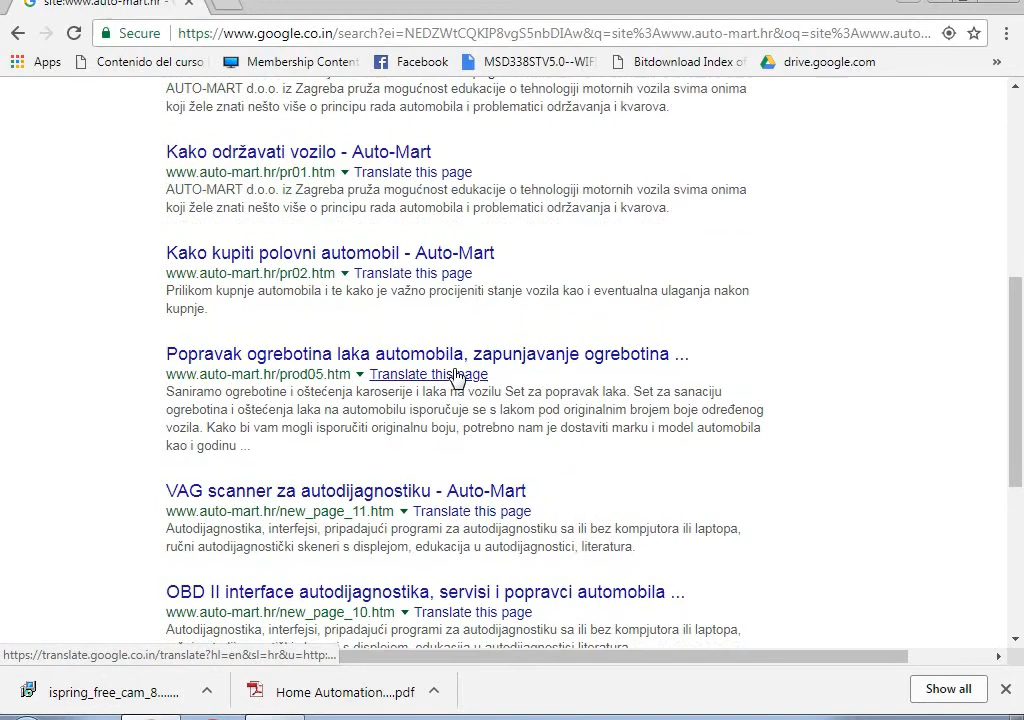 site:www.auto-mart.hr -
Secure
https://www.google.co.in/search?ei=NEDZWtCQKIP8vgS5nbDIAw&q=site%3Awww.auto-mart.hr&oq=site%3Awww.auto...
Apps Contenido del curso Membership Content MSD338STV5.0--WIF Facebook Bitdownload Index of drive.google.com »
AUTO-MART d.o.o. iz Zagreba pruža mogućnost edukacije o tehnologiji motornih vozila svima onima
koji žele znati nešto više o principu rada automobila i problematici održavanja i kvarova.
Kako održavati vozilo - Auto-Mart
www.auto-mart.hr/pr01.htm ▼ Translate this page
AUTO-MART d.o.o. iz Zagreba pruža mogućnost edukacije o tehnologiji motornih vozila svima onima
koji žele znati nešto više o principu rada automobila i problematici održavanja i kvarova.
Kako kupiti polovni automobil - Auto-Mart
www.auto-mart.hr/pr02.htm ▼ Translate this page
Prilikom kupnje automobila i te kako je važno procijeniti stanje vozila kao i eventualna ulaganja nakon
kupnje.
Popravak ogrebotina laka automobila, zapunjavanje ogrebotina ...
www.auto-mart.hr/prod05.htm ▼ Translate this page
Saniramo ogrebotine i oštećenja karoserije i laka na vozilu Set za popravak laka. Set za sanaciju
ogrebotina i oštećenja laka na automobilu isporučuje se s lakom pod originalnim brojem boje određenog
vozila. Kako bi vam mogli isporučiti originalnu boju, potrebno nam je dostaviti marku i model automobila
kao i godinu ...
VAG scanner za autodijagnostiku - Auto-Mart
www.auto-mart.hr/new_page_11.htm ▼ Translate this page
Autodijagnostika, interfejsi, pripadajući programi za autodijagnostiku sa ili bez kompjutora ili laptopa,
ručni autodijagnostički skeneri s displejom, edukacija u autodijagnostici, literatura.
OBD II interface autodijagnostika, servisi i popravci automobila ...
www.auto-mart.hr/new_page_10.htm ▼ Translate this page
Autodijagnostika, interfejsi, pripadajući programi za autodijagnostiku sa ili bez kompjutora ili laptopa,
https://translate.google.co.in/translate?hl=en&sl=hr&u=http:...
ispring_free_cam_8....... Home Automation....pdf Show all